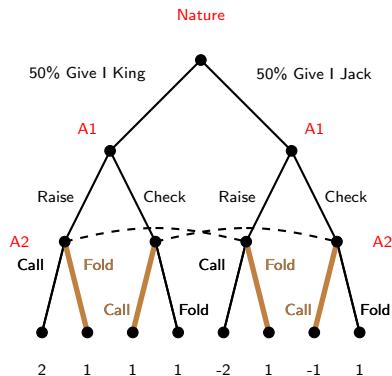 Nature
50% Give I King
50% Give I Jack
A1
A1
Raise
Check
Raise
Check
A2
A2
Call
Fold
Call
Fold
Call
Fold
Call
Fold
2
1
1
1
-2
1
-1
1